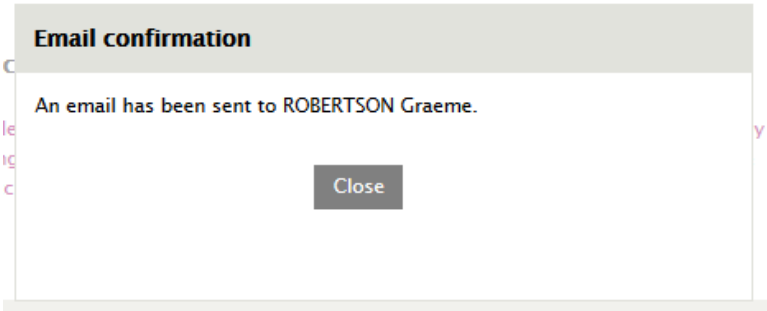 Email confirmation
An email has been sent to ROBERTSON Graeme.
Close